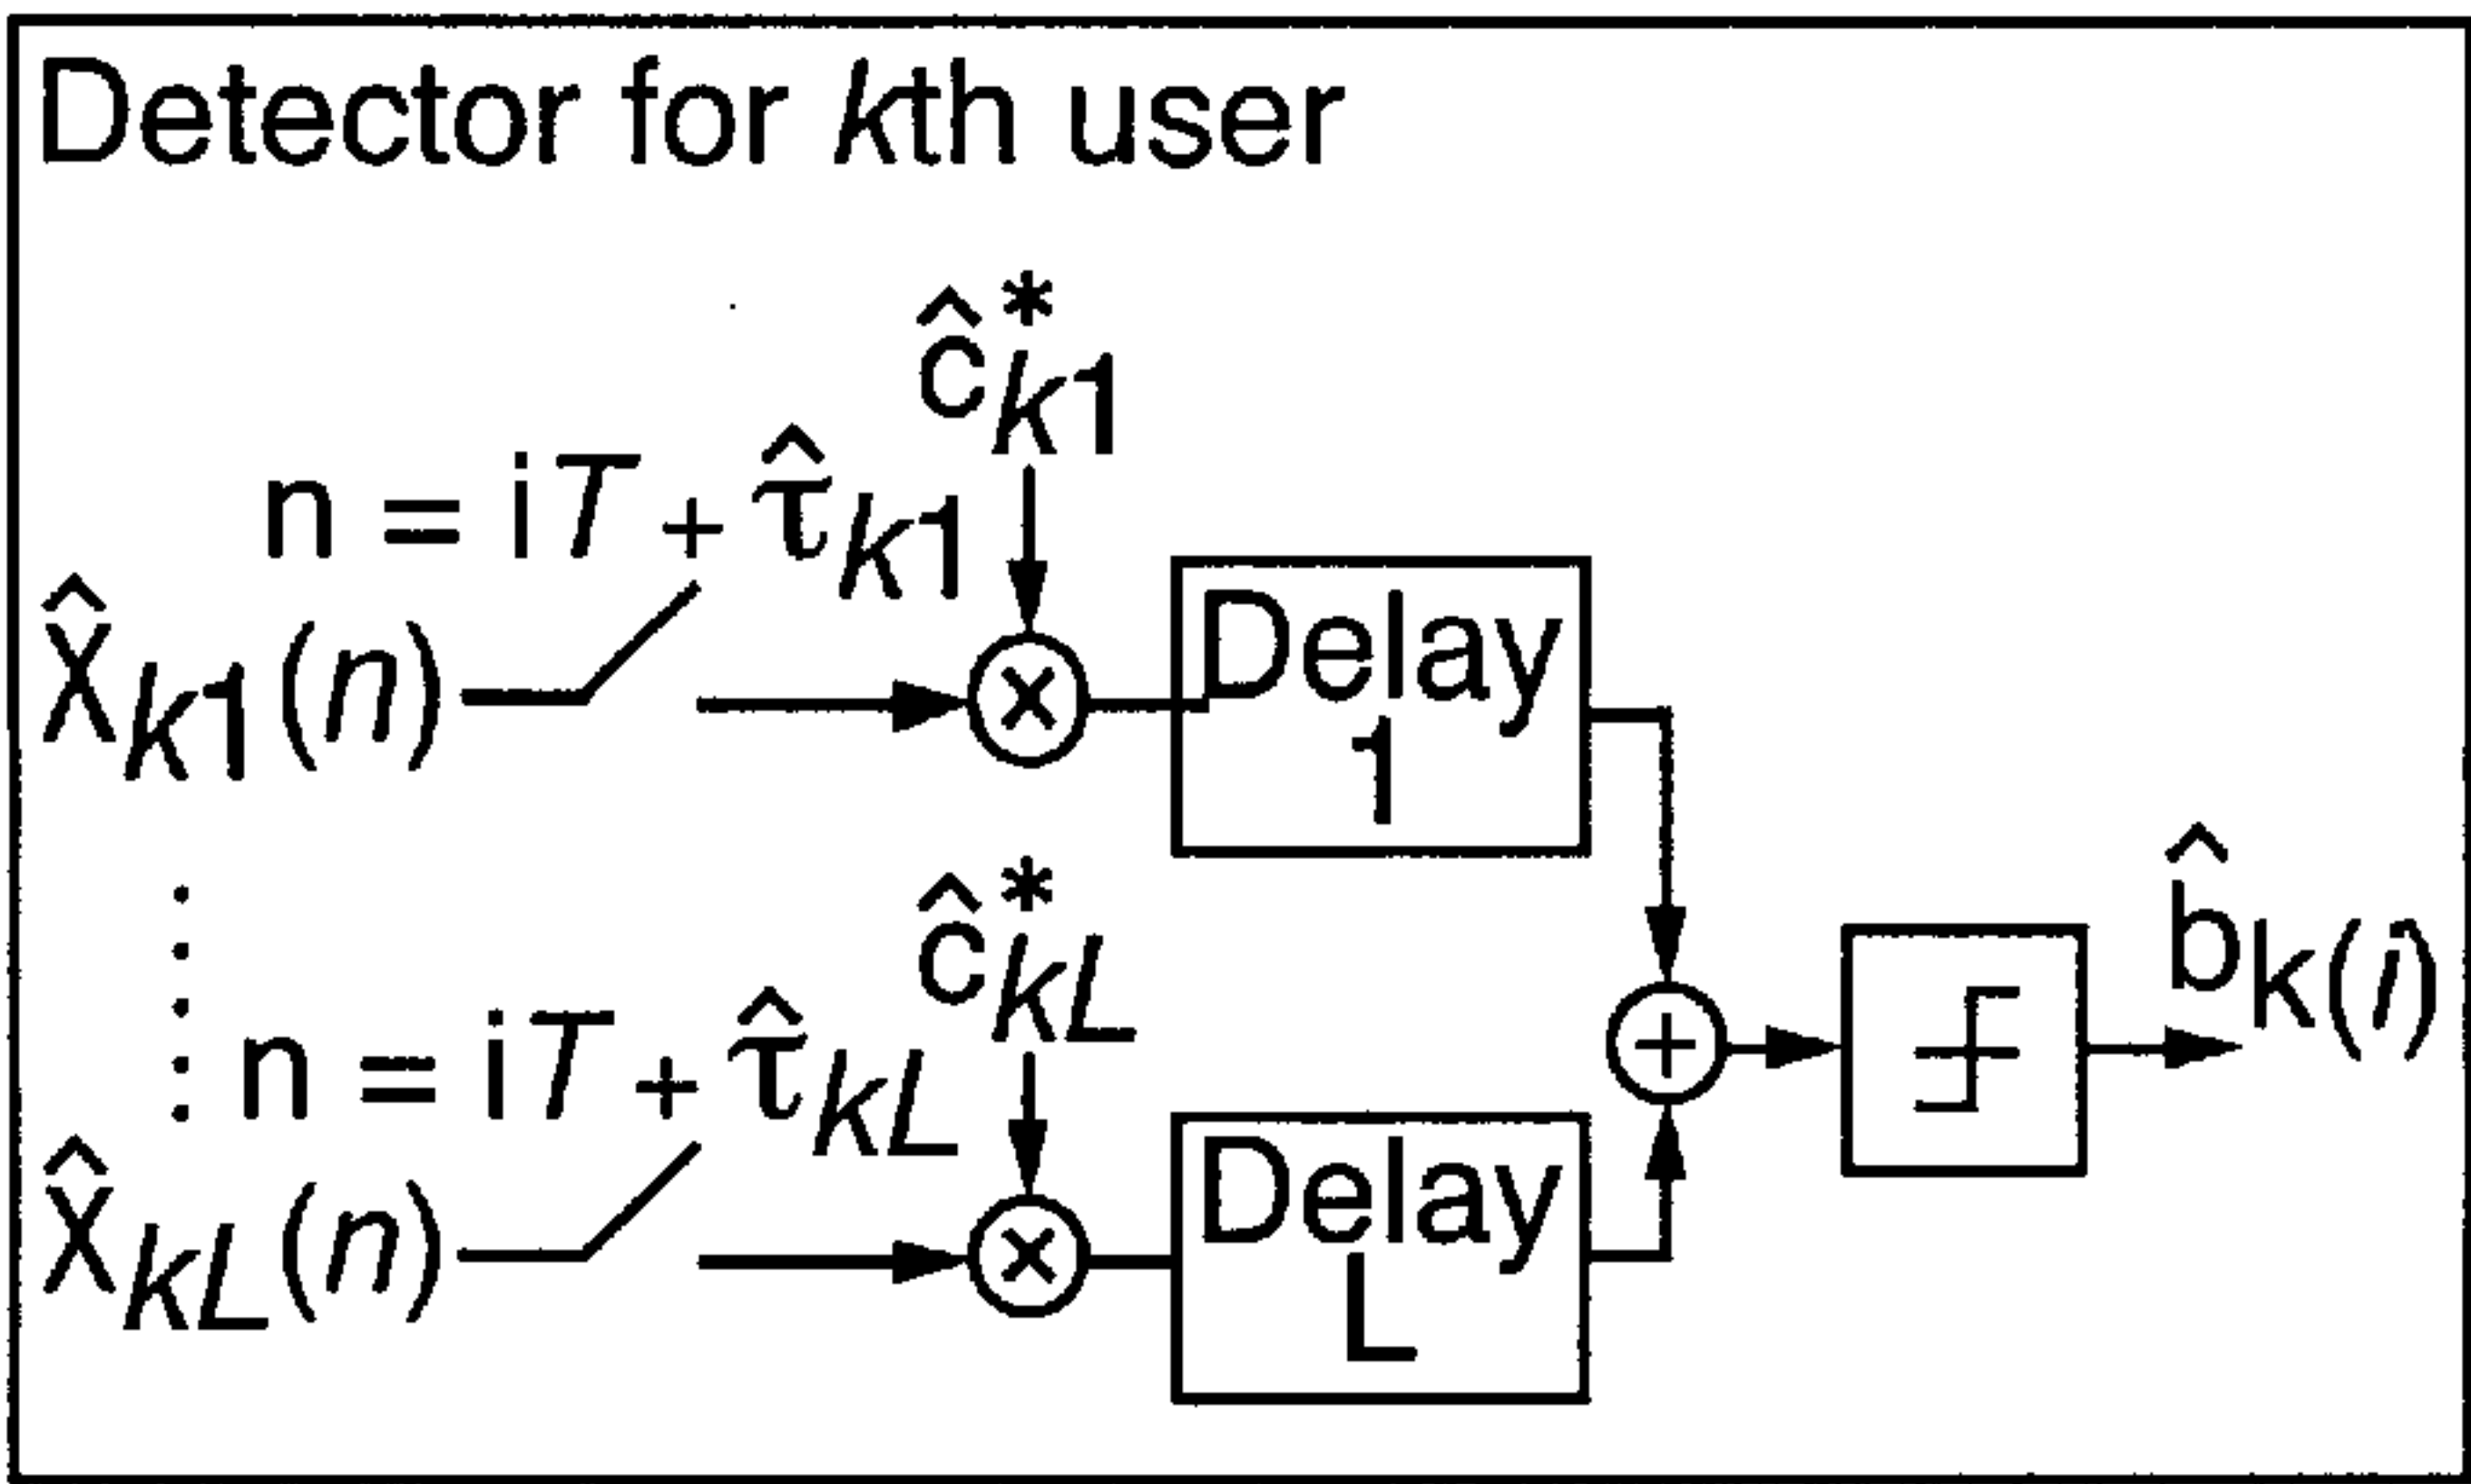 Detector for kth user
ĉ*k1
n = iT + τ̂k1
x̂k1(n)
Delay
1
ĉ*kL
n = iT + τ̂kL
x̂kL(n)
Delay
L
b̂k(i)